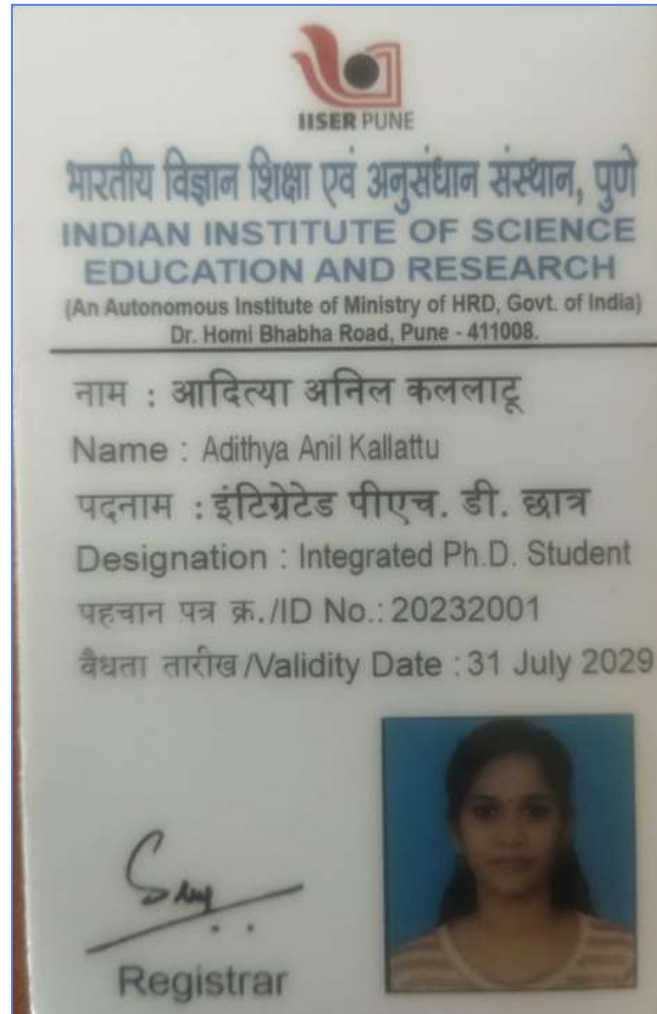 IISER PUNE
भारतीय विज्ञान शिक्षा एवं अनुसंधान संस्थान, पुणे
INDIAN INSTITUTE OF SCIENCE
EDUCATION AND RESEARCH
(An Autonomous Institute of Ministry of HRD, Govt. of India)
Dr. Homi Bhabha Road, Pune - 411008.
नाम : आदित्या अनिल कललाटू
Name : Adithya Anil Kallattu
पदनाम : इंटिग्रेटेड पीएच. डी. छात्र
Designation : Integrated Ph.D. Student
पहचान पत्र क्र./ID No.: 20232001
वैधता तारीख /Validity Date : 31 July 2029
Registrar